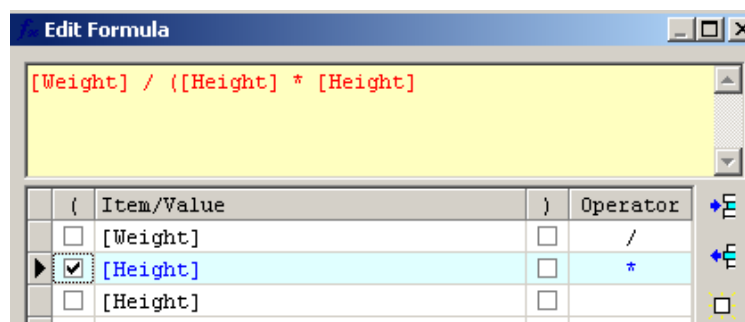 Edit Formula
[Weight] / ([Height] * [Height]
( Item/Value ) Operator
[Weight] /
[Height] *
[Height]